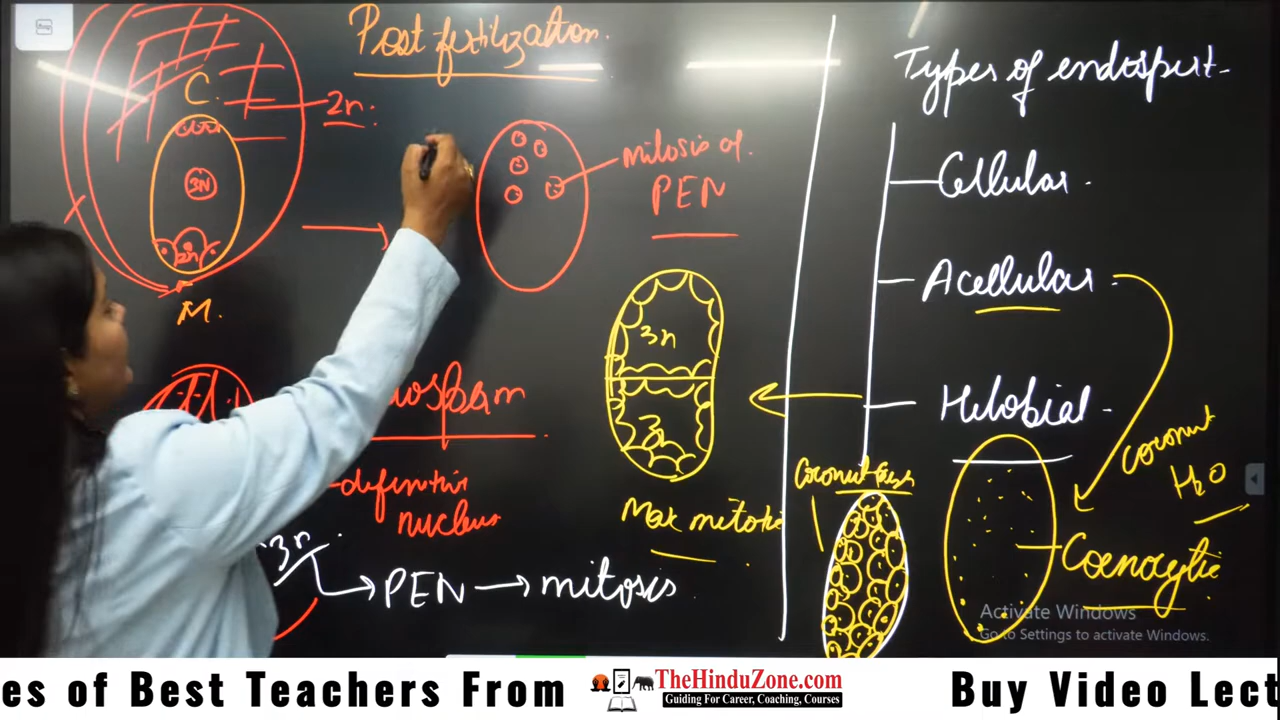 Post fertilization.
C.
2n.
3N
2n
M.
mitosis of.
PEN
definitive
nucleus
3n
PEN → mitosis
3n
3n
Max mitosis
Types of endospert.
Cellular.
Acellular.
Helobial.
coconut
H2O
Coconut
Coenocytic
Activate Windows
Go to Settings to activate Windows.
es of Best Teachers From
TheHinduZone.com
Guiding For Career, Coaching, Courses
Buy Video Lect